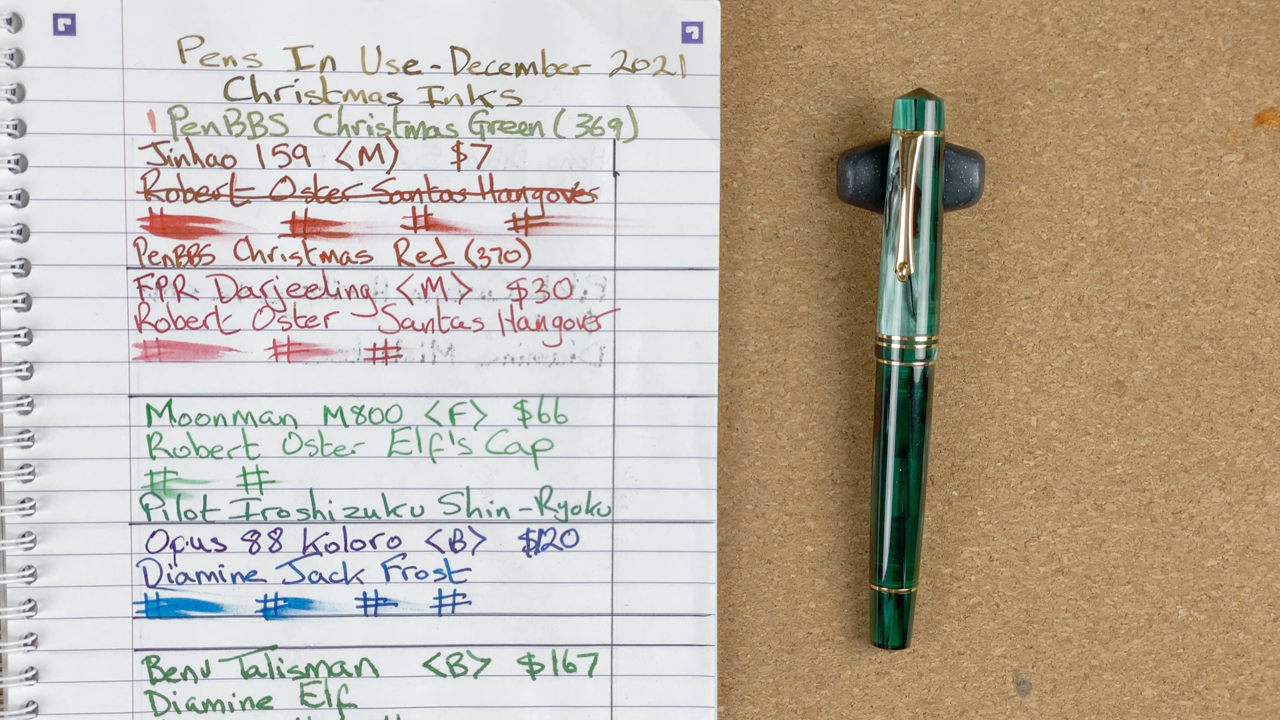 Pens In Use - December 2021
Christmas Inks
PenBBS Christmas Green (369)
Jinhao 159 <M> $7
Robert Oster Santas Hangover
PenBBS Christmas Red (370)
FPR Darjeeling <M> $30
Robert Oster Santas Hangover
Moonman M800 <F> $66
Robert Oster Elf's Cap
Pilot Iroshizuku Shin-Ryoku
Opus 88 Koloro <B> $120
Diamine Jack Frost
Benu Talisman <B> $167
Diamine Elf